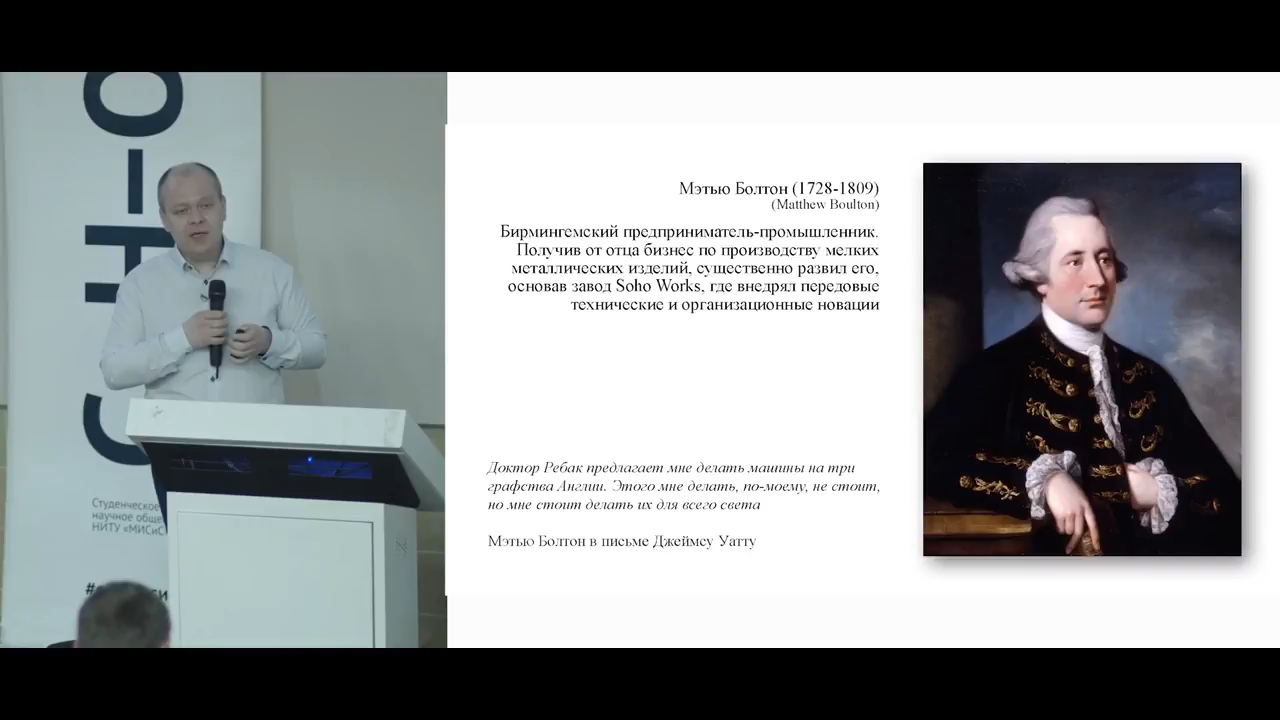 СНО
Студенческое
научное обще
НИТУ «МИСиС
Мэтью Болтон (1728-1809)
(Matthew Boulton)
Бирмингемский предприниматель-промышленник.
Получив от отца бизнес по производству мелких
металлических изделий, существенно развил его,
основав завод Soho Works, где внедрял передовые
технические и организационные новации
Доктор Ребак предлагает мне делать машины на три
графства Англии. Этого мне делать, по-моему, не стоит,
но мне стоит делать их для всего света
Мэтью Болтон в письме Джеймсу Уатту